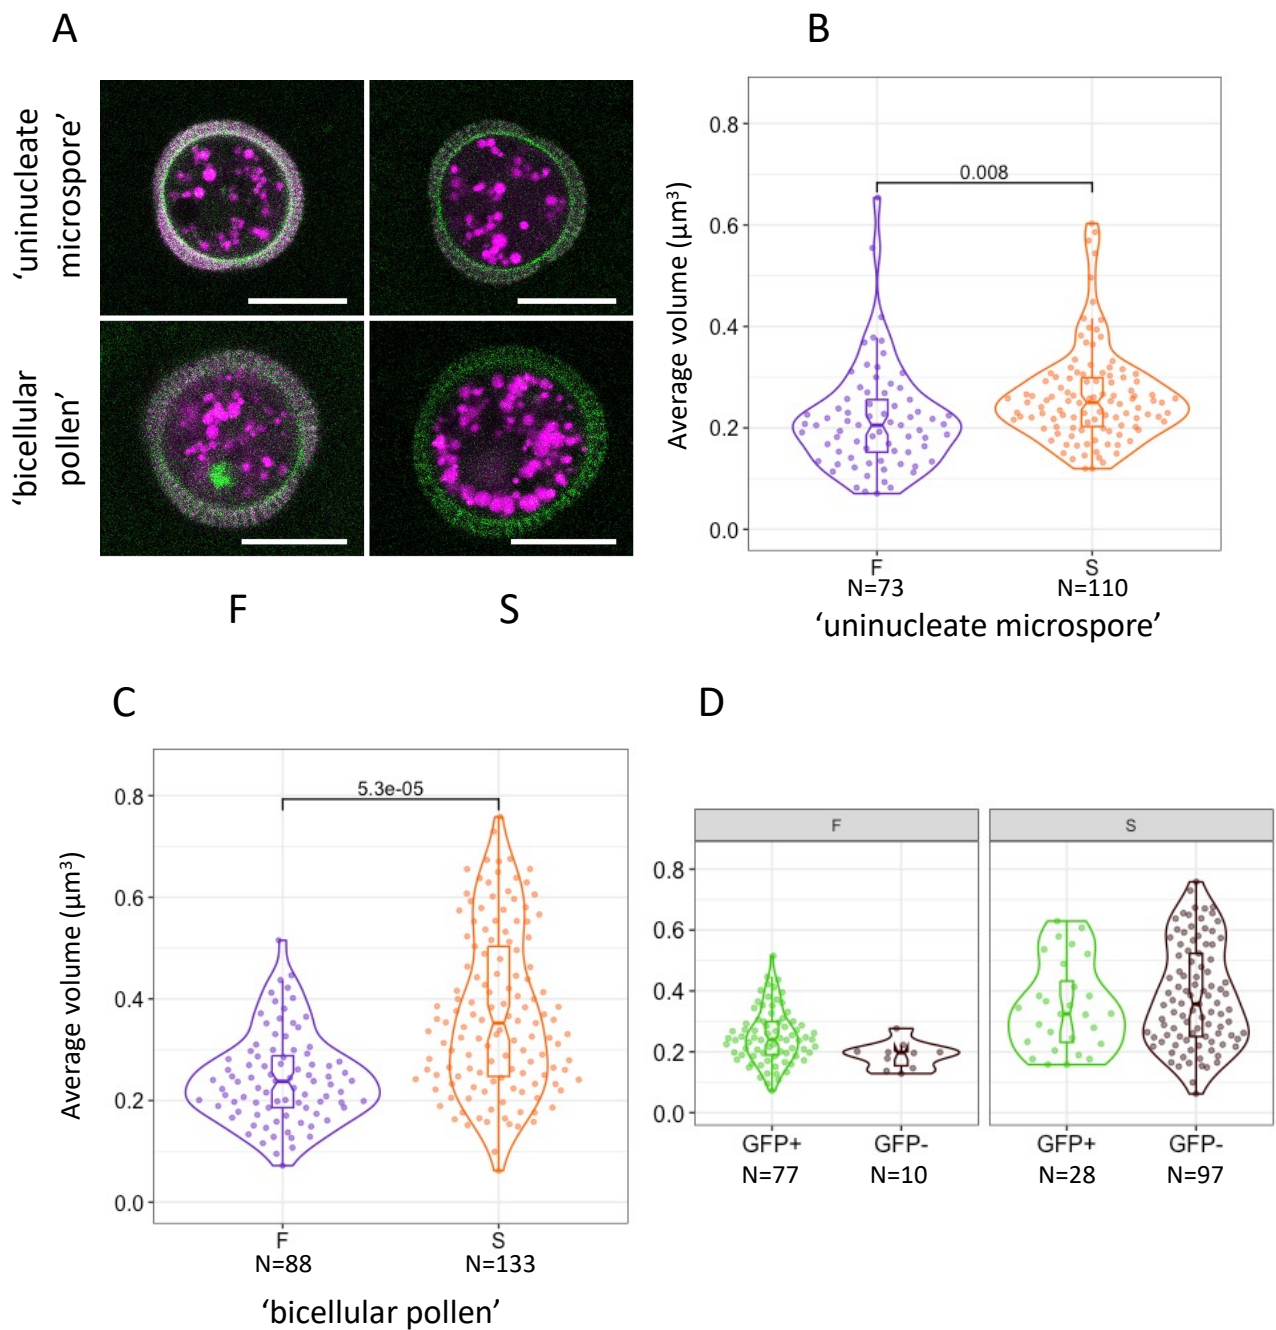 A
B
‘uninucleate
microspore’
‘bicellular
pollen’
F
S
Average volume (µm³)
0.8
0.6
0.4
0.2
0.0
0.008
F
S
N=73
N=110
‘uninucleate microspore’
C
D
Average volume (µm³)
0.8
0.6
0.4
0.2
0.0
5.3e-05
F
S
N=88
N=133
‘bicellular pollen’
F
S
0.8
0.6
0.4
0.2
0.0
GFP+
GFP-
GFP+
GFP-
N=77
N=10
N=28
N=97